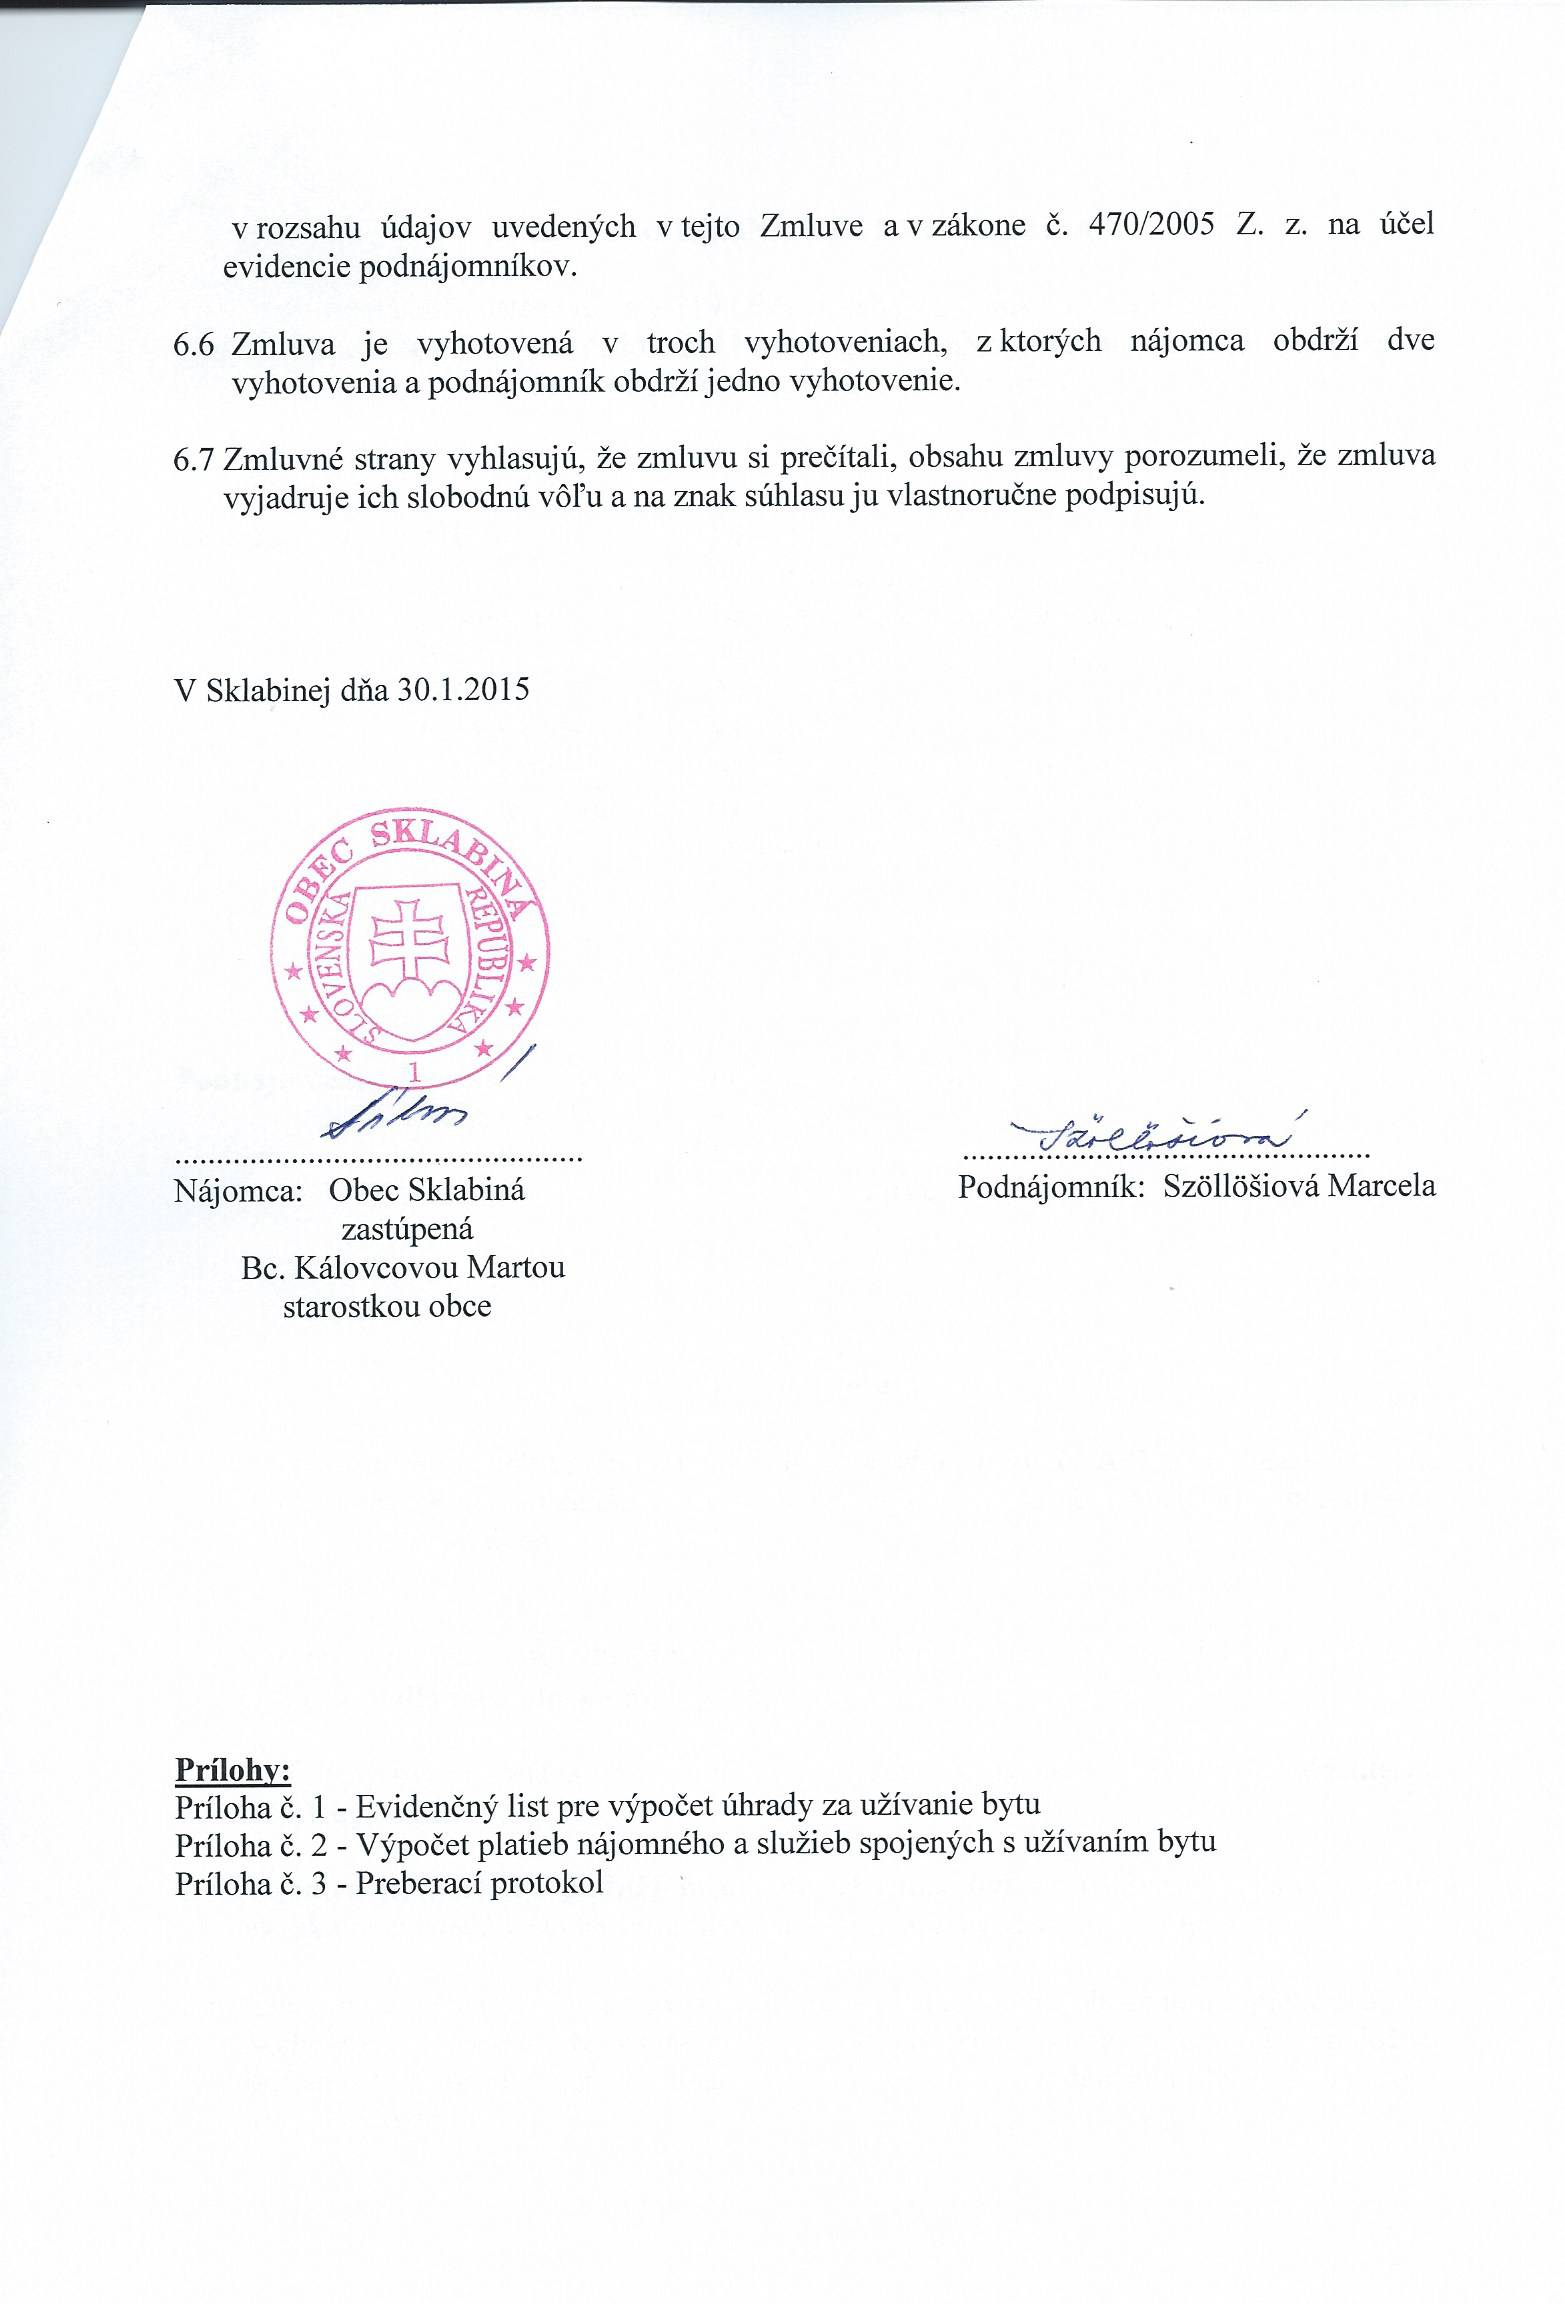 v rozsahu údajov uvedených v tejto Zmluve a v zákone č. 470/2005 Z. z. na účel
evidencie podnájomníkov.
6.6 Zmluva je vyhotovená v troch vyhotoveniach, z ktorých nájomca obdrží dve
vyhotovenia a podnájomník obdrží jedno vyhotovenie.
6.7 Zmluvné strany vyhlasujú, že zmluvu si prečítali, obsahu zmluvy porozumeli, že zmluva
vyjadruje ich slobodnú vôľu a na znak súhlasu ju vlastnoručne podpisujú.
V Sklabinej dňa 30.1.2015
OBEC SKLABINÁ
SLOVENSKÁ REPUBLIKA
1
Szöllöšiová
Nájomca: Obec Sklabiná
Podnájomník: Szöllöšiová Marcela
zastúpená
Bc. Kálovcovou Martou
starostkou obce
Prílohy:
Príloha č. 1 - Evidenčný list pre výpočet úhrady za užívanie bytu
Príloha č. 2 - Výpočet platieb nájomného a služieb spojených s užívaním bytu
Príloha č. 3 - Preberací protokol